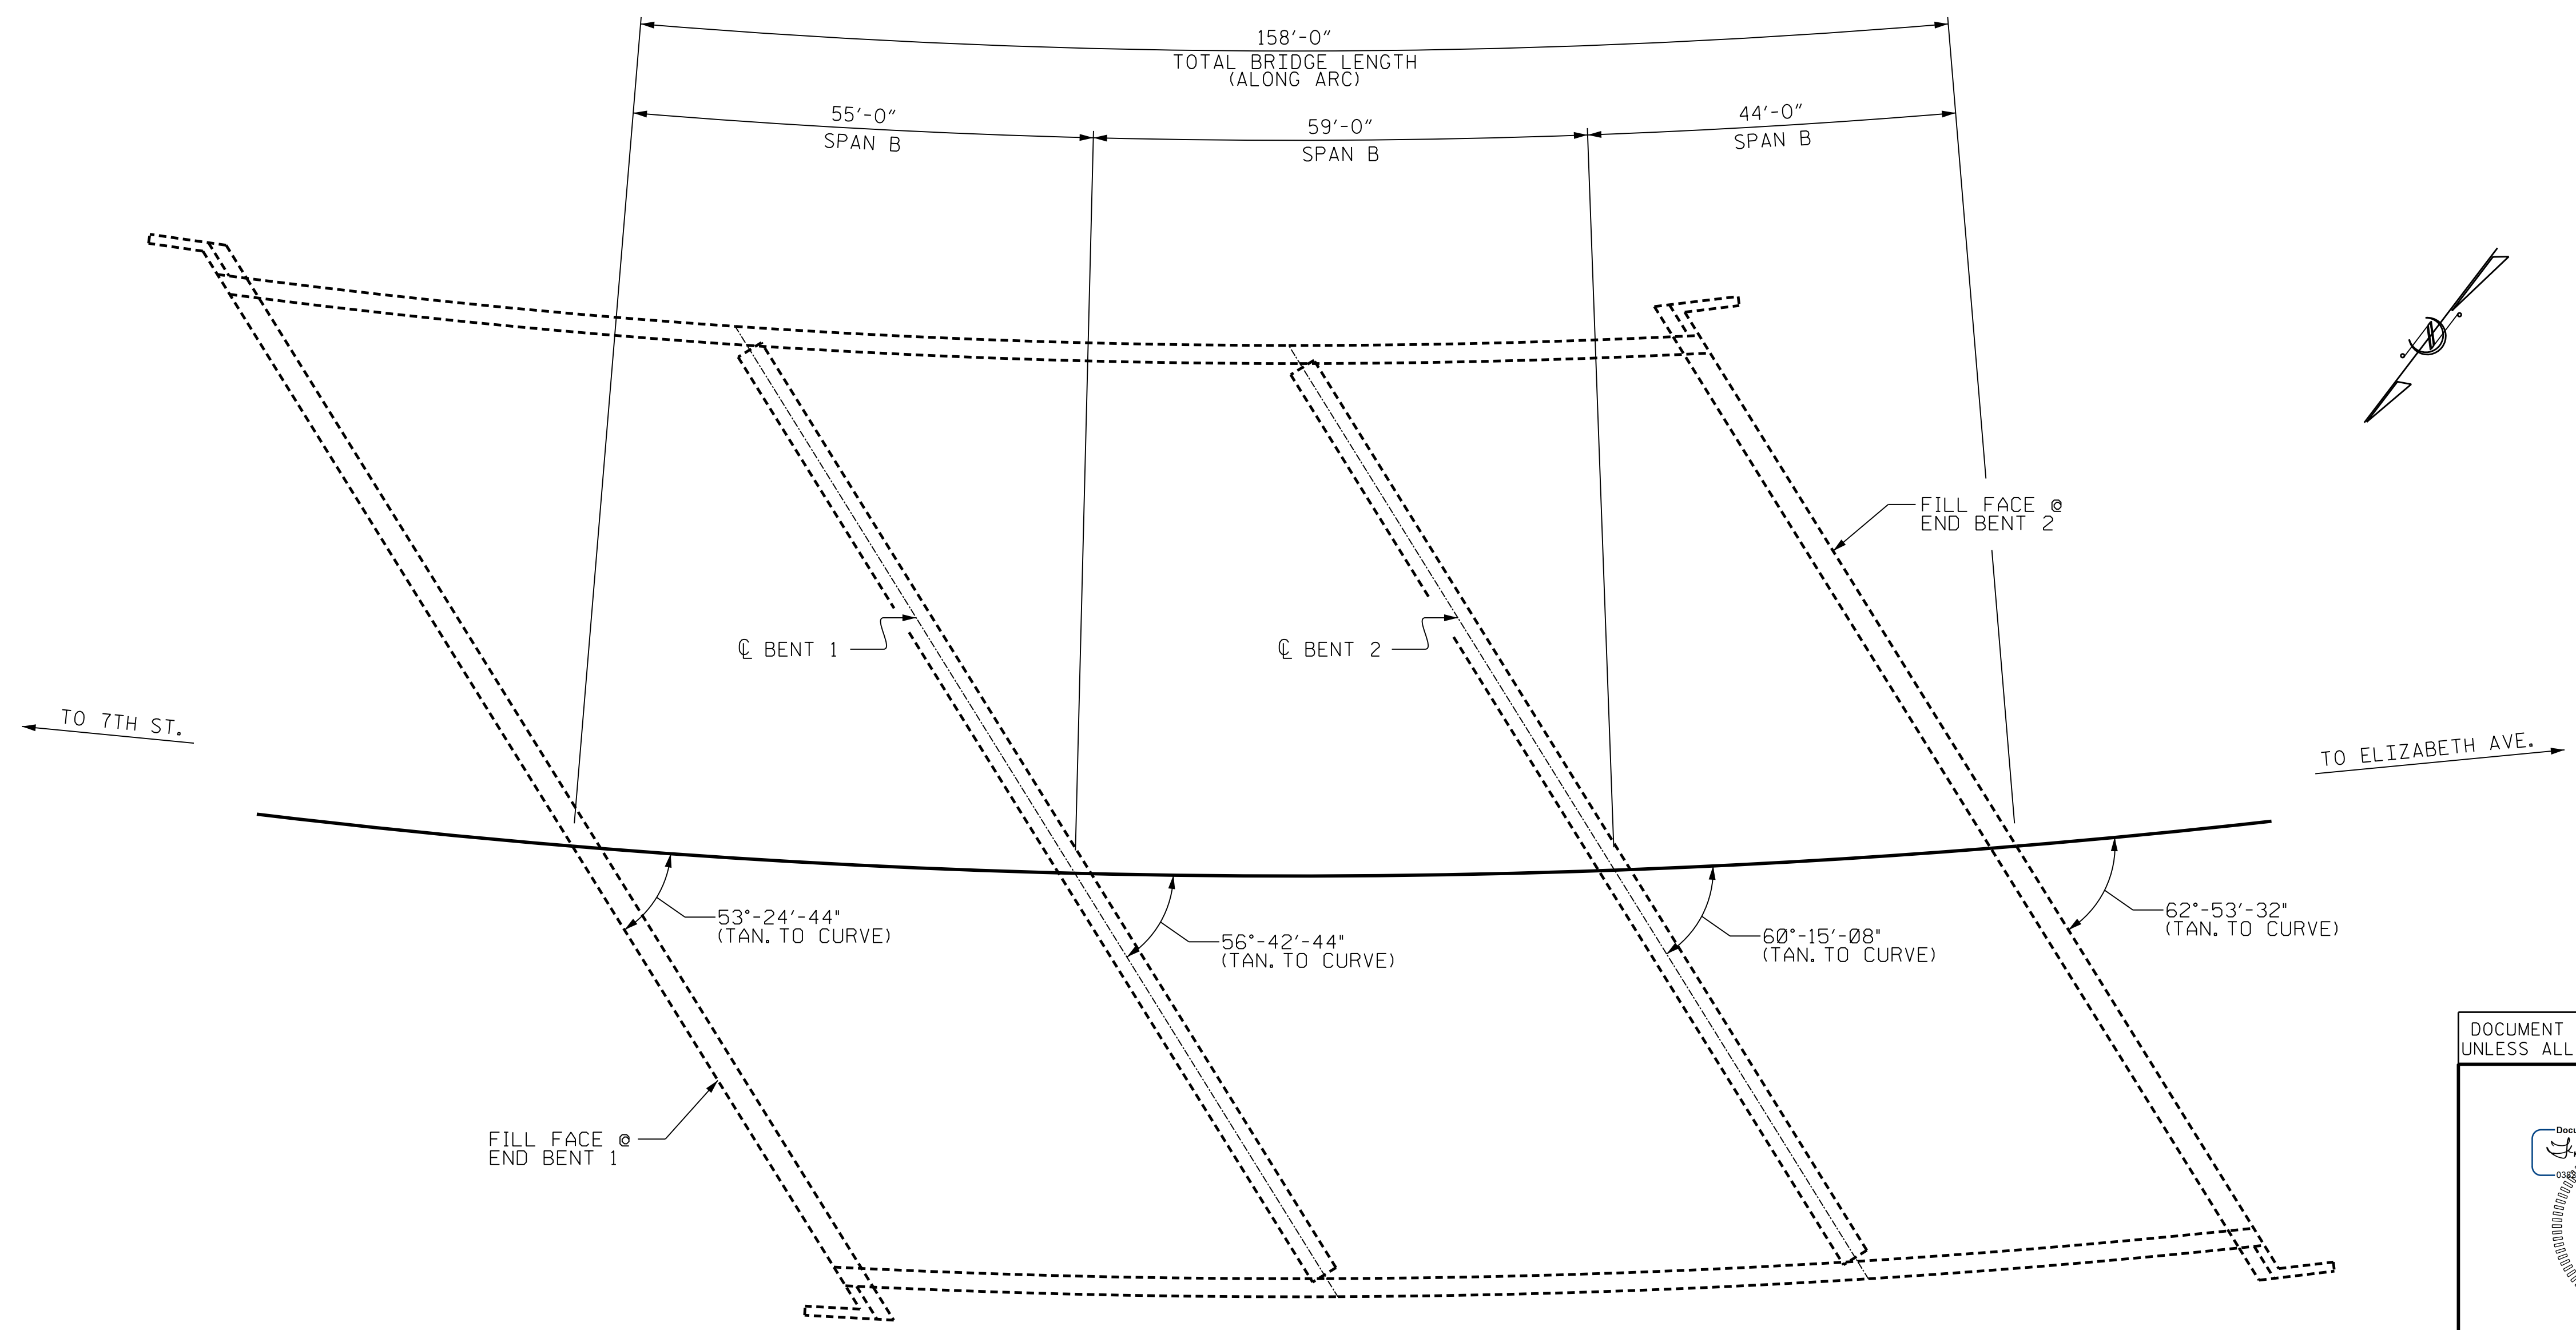 158'-0"
TOTAL BRIDGE LENGTH
(ALONG ARC)
55'-0"
SPAN B
59'-0"
SPAN B
44'-0"
SPAN B
N
FILL FACE @
END BENT 2
℄ BENT 1
℄ BENT 2
TO 7TH ST.
TO ELIZABETH AVE.
53°-24'-44"
(TAN. TO CURVE)
56°-42'-44"
(TAN. TO CURVE)
60°-15'-08"
(TAN. TO CURVE)
62°-53'-32"
(TAN. TO CURVE)
FILL FACE @
END BENT 1
DOCUMENT
UNLESS ALL
Docu